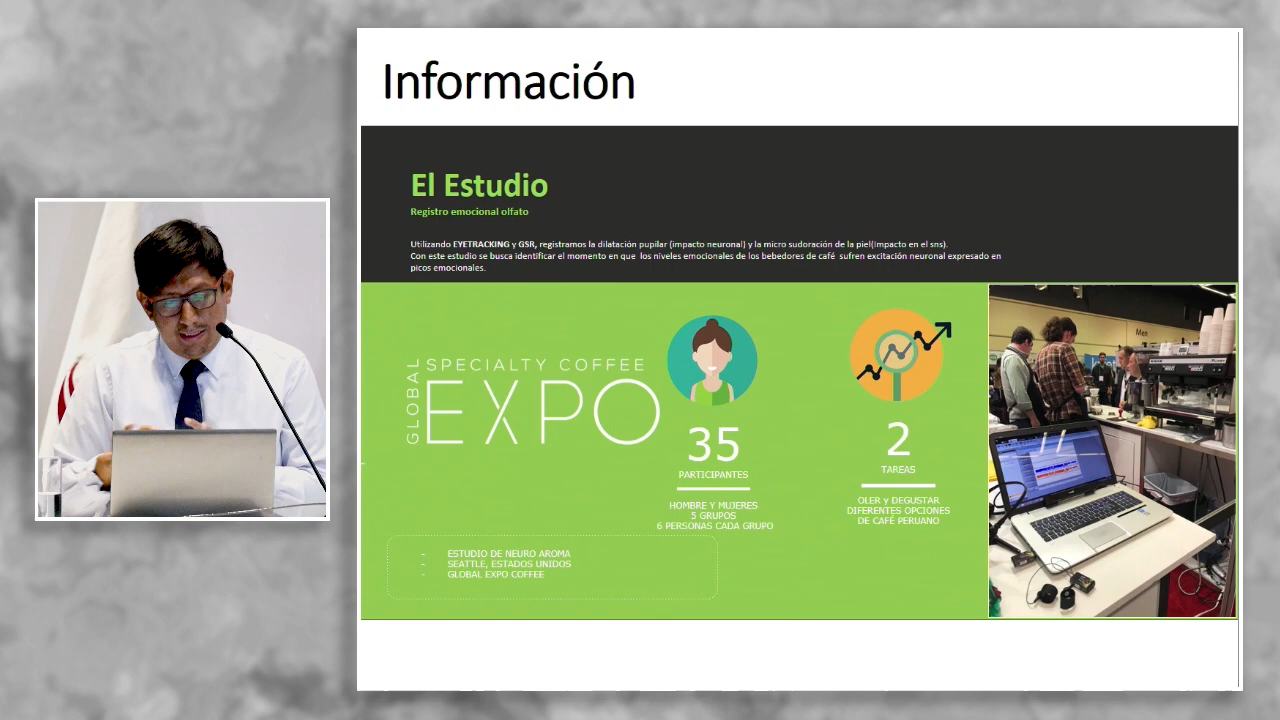 Información
El Estudio
Registro emocional olfato
Utilizando EYETRACKING y GSR, registramos la dilatación pupilar (impacto neuronal) y la micro sudoración de la piel(Impacto en el sns).
Con este estudio se busca identificar el momento en que los niveles emocionales de los bebedores de café sufren excitación neuronal expresado en
picos emocionales.
GLOBAL
SPECIALTY COFFEE
EXPO
35
PARTICIPANTES
HOMBRE Y MUJERES
5 GRUPOS
6 PERSONAS CADA GRUPO
2
TAREAS
OLER y DEGUSTAR
DIFERENTES OPCIONES
DE CAFÉ PERUANO
- ESTUDIO DE NEURO AROMA
- SEATTLE, ESTADOS UNIDOS
- GLOBAL EXPO COFFEE
Men